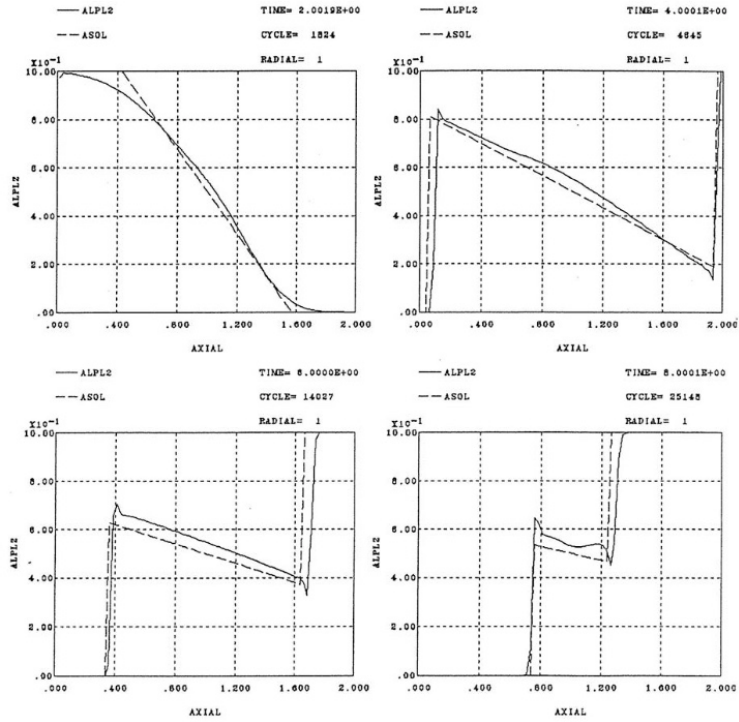 ALPL2 TIME= 2.0019E+00
ASOL CYCLE= 1824
RADIAL= 1
X10⁻¹
10.00
8.00
6.00
4.00
2.00
.00
ALPL2
.000 .400 .800 1.200 1.600 2.000
AXIAL
ALPL2 TIME= 4.0001E+00
ASOL CYCLE= 4645
RADIAL= 1
X10⁻¹
10.00
8.00
6.00
4.00
2.00
.00
ALPL2
.000 .400 .800 1.200 1.600 2.000
AXIAL
ALPL2 TIME= 6.0000E+00
ASOL CYCLE= 14027
RADIAL= 1
X10⁻¹
10.00
8.00
6.00
4.00
2.00
.00
ALPL2
.000 .400 .800 1.200 1.600 2.000
AXIAL
ALPL2 TIME= 8.0001E+00
ASOL CYCLE= 25148
RADIAL= 1
X10⁻¹
10.00
8.00
6.00
4.00
2.00
.00
ALPL2
.000 .400 .800 1.200 1.600 2.000
AXIAL